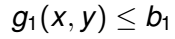 g₁(x, y) ≤ b₁